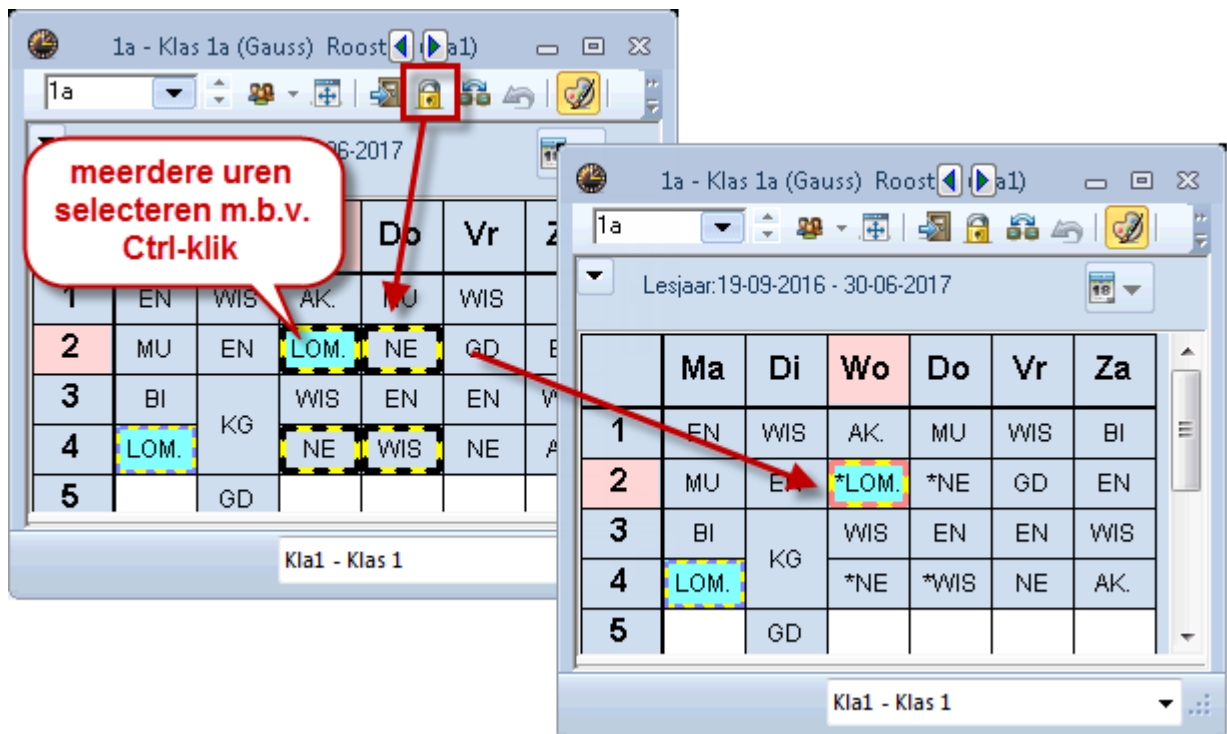 1a - Klas 1a (Gauss) Roost a1)
1a
06-2017
meerdere uren
selecteren m.b.v.
Ctrl-klik
Do Vr
1 EN WIS AK. MU WIS
2 MU EN LOM. NE GD
3 BI KG WIS EN EN
4 LOM. NE WIS NE
5 GD
Kla1 - Klas 1
1a - Klas 1a (Gauss) Roost a1)
1a
Lesjaar:19-09-2016 - 30-06-2017
18
Ma Di Wo Do Vr Za
1 EN WIS AK. MU WIS BI
2 MU EN *LOM. *NE GD EN
3 BI KG WIS EN EN WIS
4 LOM. *NE *WIS NE AK.
5 GD
Kla1 - Klas 1